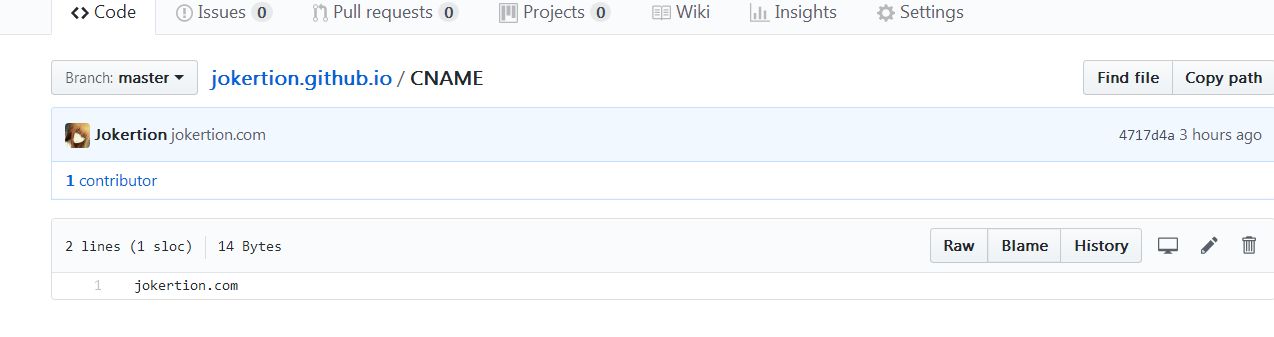 Code Issues 0 Pull requests 0 Projects 0 Wiki Insights Settings
Branch: master jokertion.github.io / CNAME Find file Copy path
Jokertion jokertion.com 4717d4a 3 hours ago
1 contributor
2 lines (1 sloc) 14 Bytes Raw Blame History
1 jokertion.com